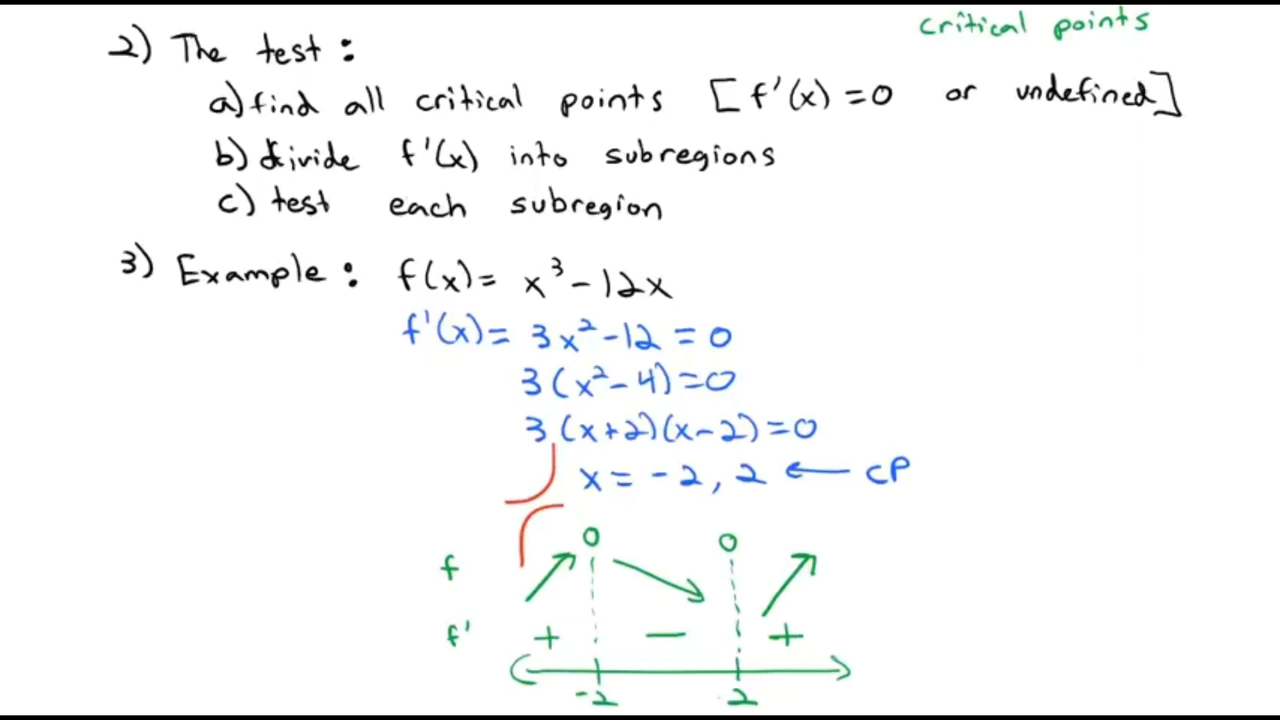 critical points
2) The test:
a) find all critical points [f'(x) = 0 or undefined]
b) divide f'(x) into subregions
c) test each subregion
3) Example: f(x) = x³ - 12x
f'(x) = 3x² - 12 = 0
3(x² - 4) = 0
3(x+2)(x-2) = 0
x = -2, 2 ← CP
0 0
f
f' + - +
-2 2